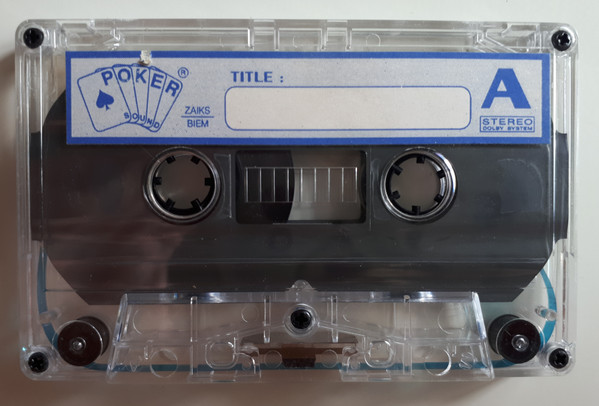 POKER®
SOUND
ZAIKS
BIEM
TITLE :
A
STEREO
DOLBY SYSTEM